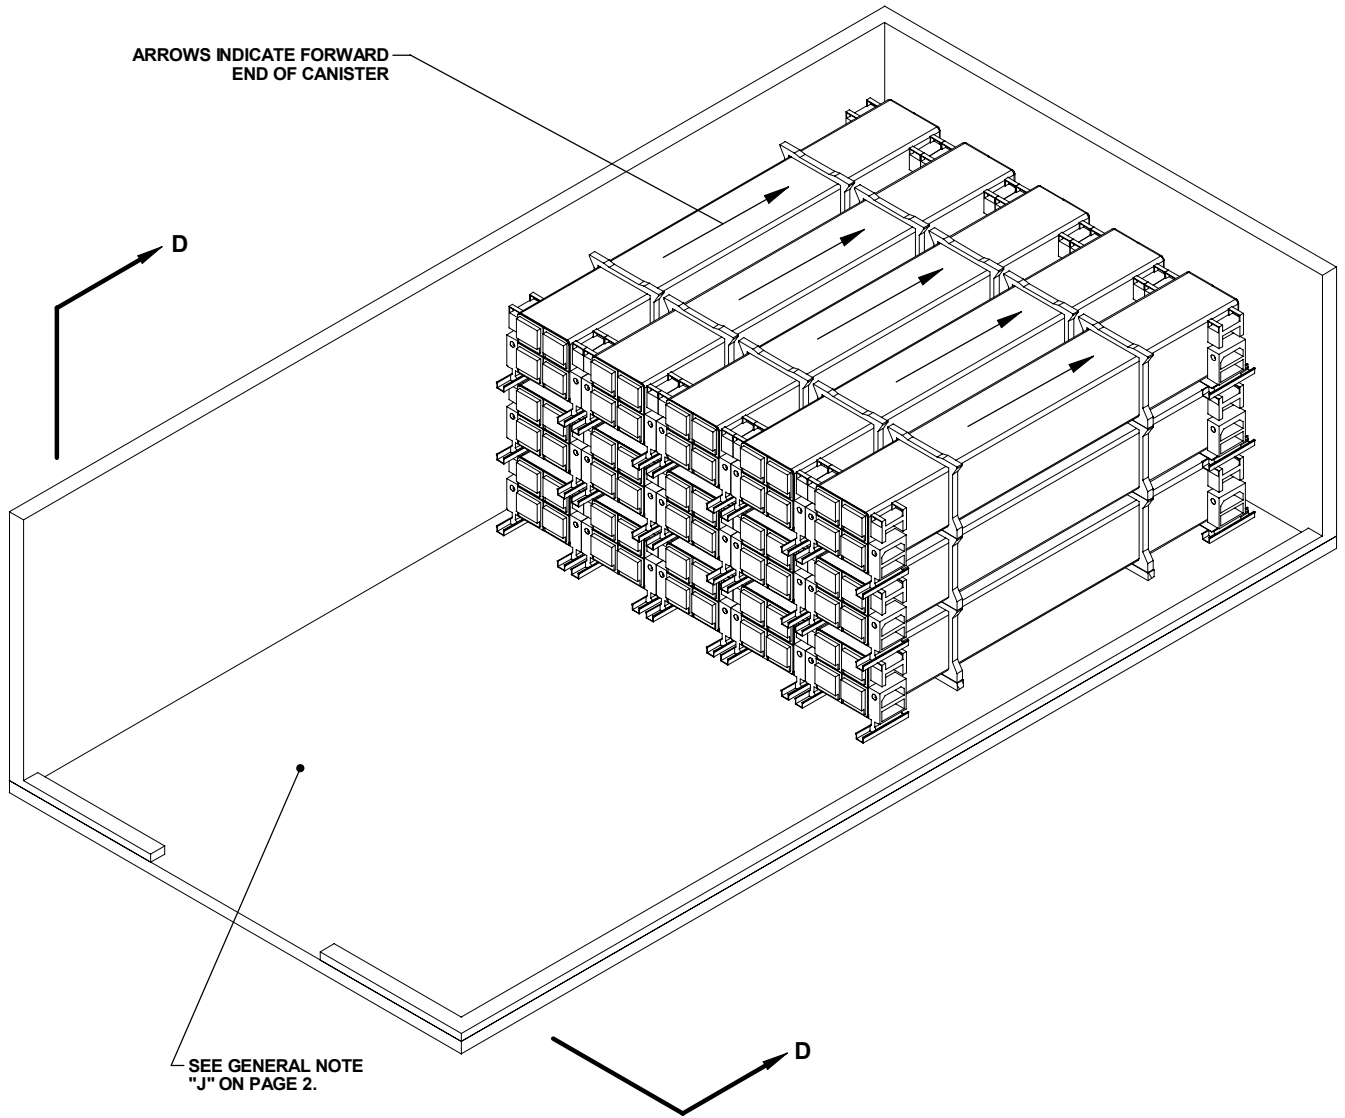 ARROWS INDICATE FORWARD
END OF CANISTER
D
D
SEE GENERAL NOTE
"J" ON PAGE 2.